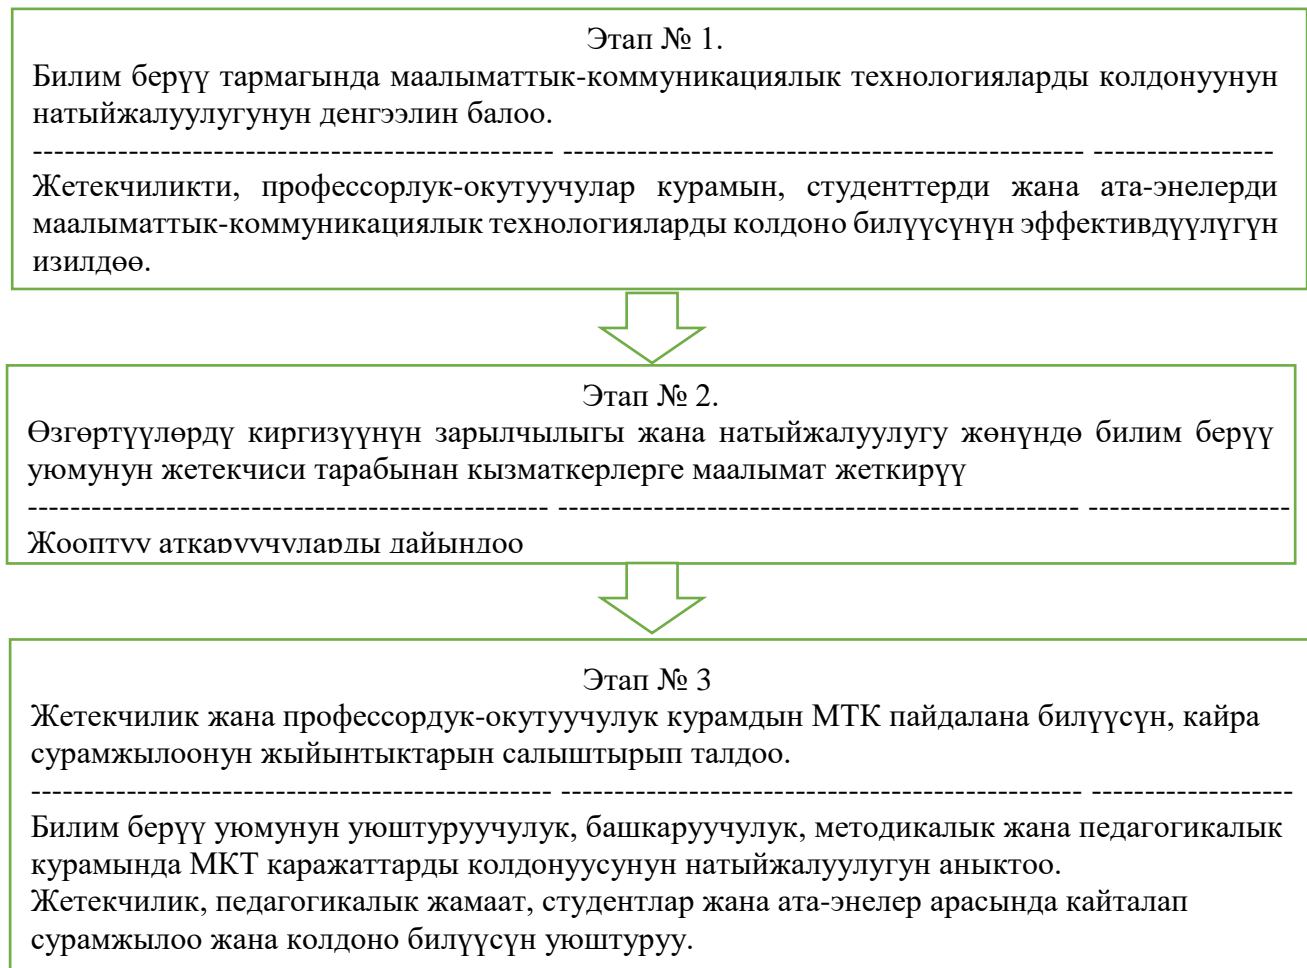 Этап № 1.
Билим берүү тармагында маалыматтык-коммуникациялык технологияларды колдонуунун
натыйжалуулугунун денгээлин балоо.
------------------------------------------------- ------------------------------------------------- -----------------
Жетекчиликти, профессорлук-окутуучулар курамын, студенттерди жана ата-энелерди
маалыматтык-коммуникациялык технологияларды колдоно билүүсүнүн эффективдүүлүгүн
изилдөө.
Этап № 2.
Өзгөртүүлөрдү киргизүүнүн зарылчылыгы жана натыйжалуулугу жөнүндө билим берүү
уюмунун жетекчиси тарабынан кызматкерлерге маалымат жеткирүү
------------------------------------------------- ------------------------------------------------- -------------------
Жооптуу аткаруучуларды дайындоо
Этап № 3
Жетекчилик жана профессордук-окутуучулук курамдын МТК пайдалана билүүсүн, кайра
сурамжылоонун жыйынтыктарын салыштырып талдоо.
------------------------------------------------- ------------------------------------------------- -------------------
Билим берүү уюмунун уюштуруучулук, башкаруучулук, методикалык жана педагогикалык
курамында МКТ каражаттарды колдонуусунун натыйжалуулугун аныктоо.
Жетекчилик, педагогикалык жамаат, студентлар жана ата-энелер арасында кайталап
сурамжылоо жана колдоно билүүсүн уюштуруу.